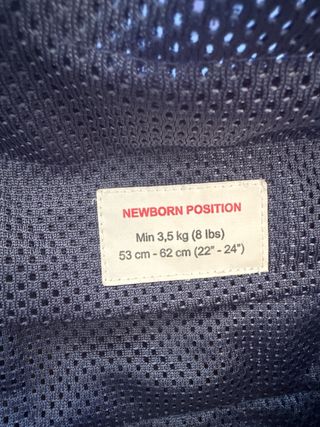 NEWBORN POSITION
Min 3,5 kg (8 lbs)
53 cm - 62 cm (22" - 24")